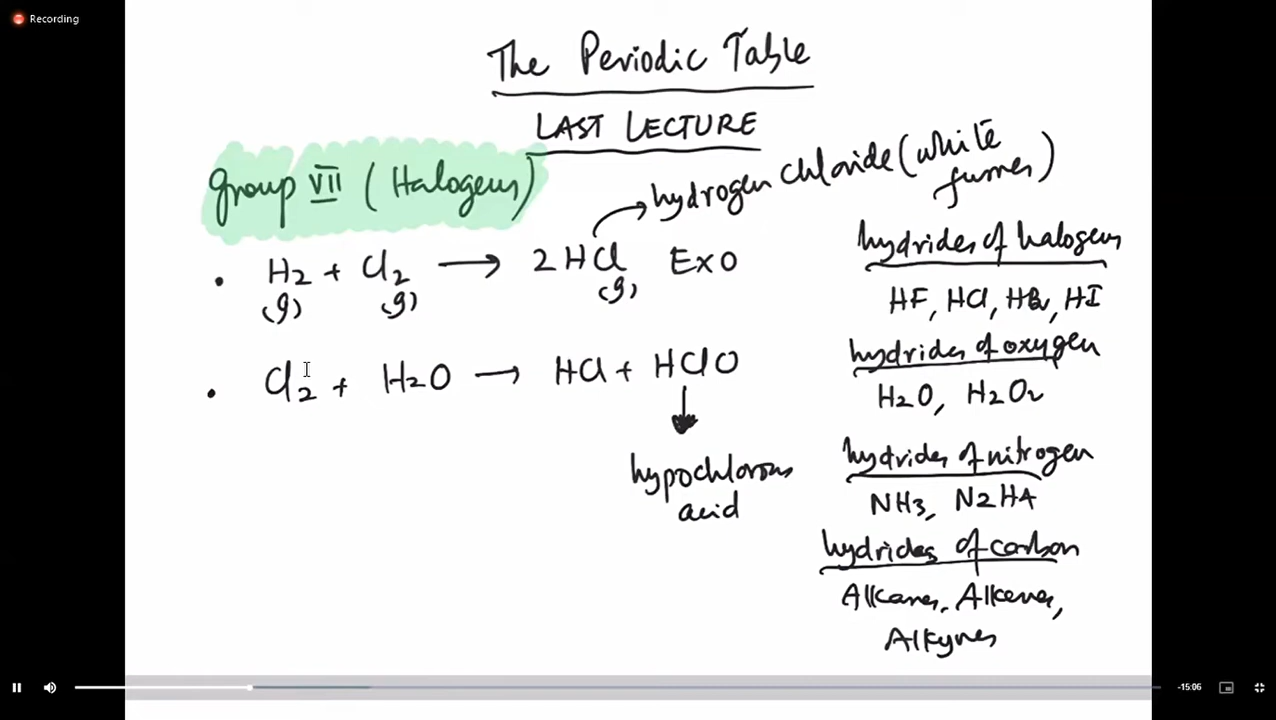 Recording
The Periodic Table
LAST LECTURE
Group VII (Halogens)
hydrogen chloride (white
fumes)
• H2 + Cl2 → 2HCl Exo
(g) (g) (g)
• Cl2 + H2O → HCl + HClO
hypochlorous
acid
hydrides of halogens
HF, HCl, HBr, HI
hydrides of oxygen
H2O, H2O2
hydrides of nitrogen
NH3, N2H4
hydrides of carbon
Alkanes, Alkenes,
Alkynes
-15:06